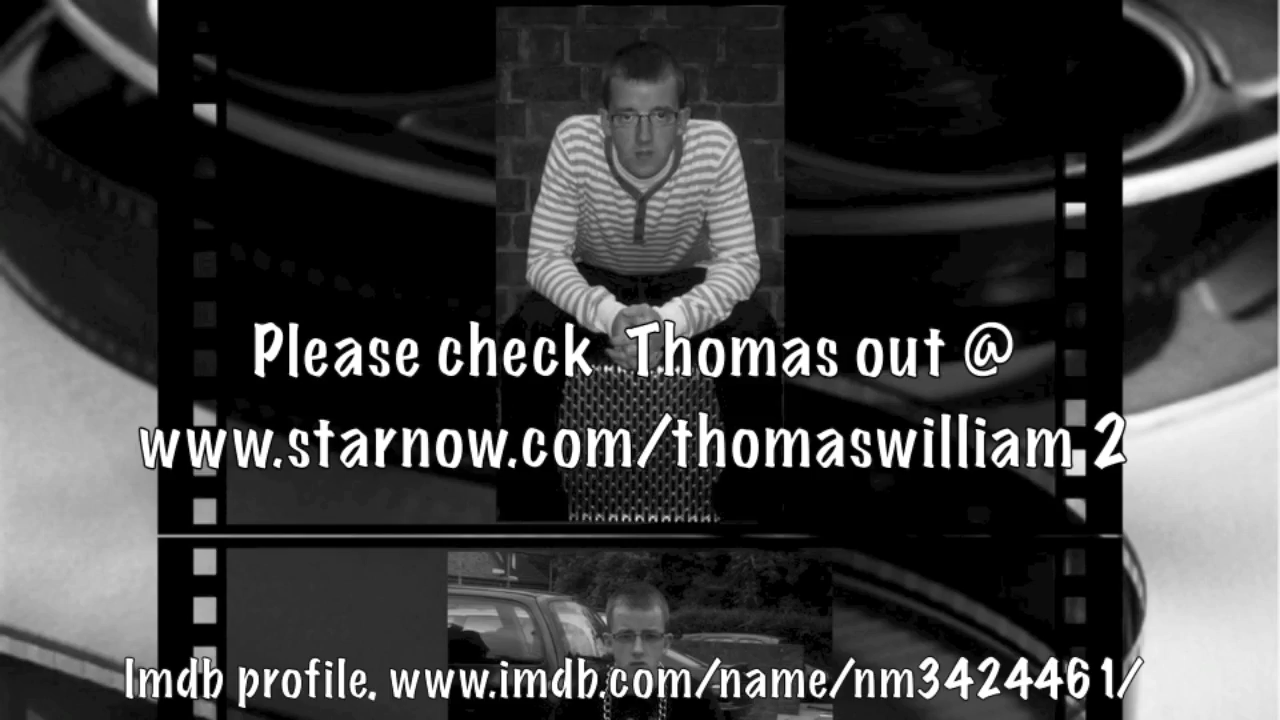 Please check Thomas out @
www.starnow.com/thomaswilliam 2
Imdb profile, www.imdb.com/name/nm3424461/